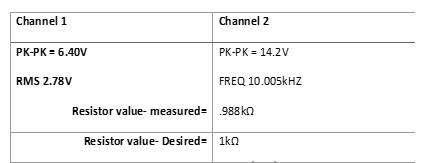 Channel 1 Channel 2
PK-PK = 6.40V PK-PK = 14.2V
RMS 2.78V FREQ 10.005kHZ
Resistor value- measured= .988kΩ
Resistor value- Desired= 1kΩ